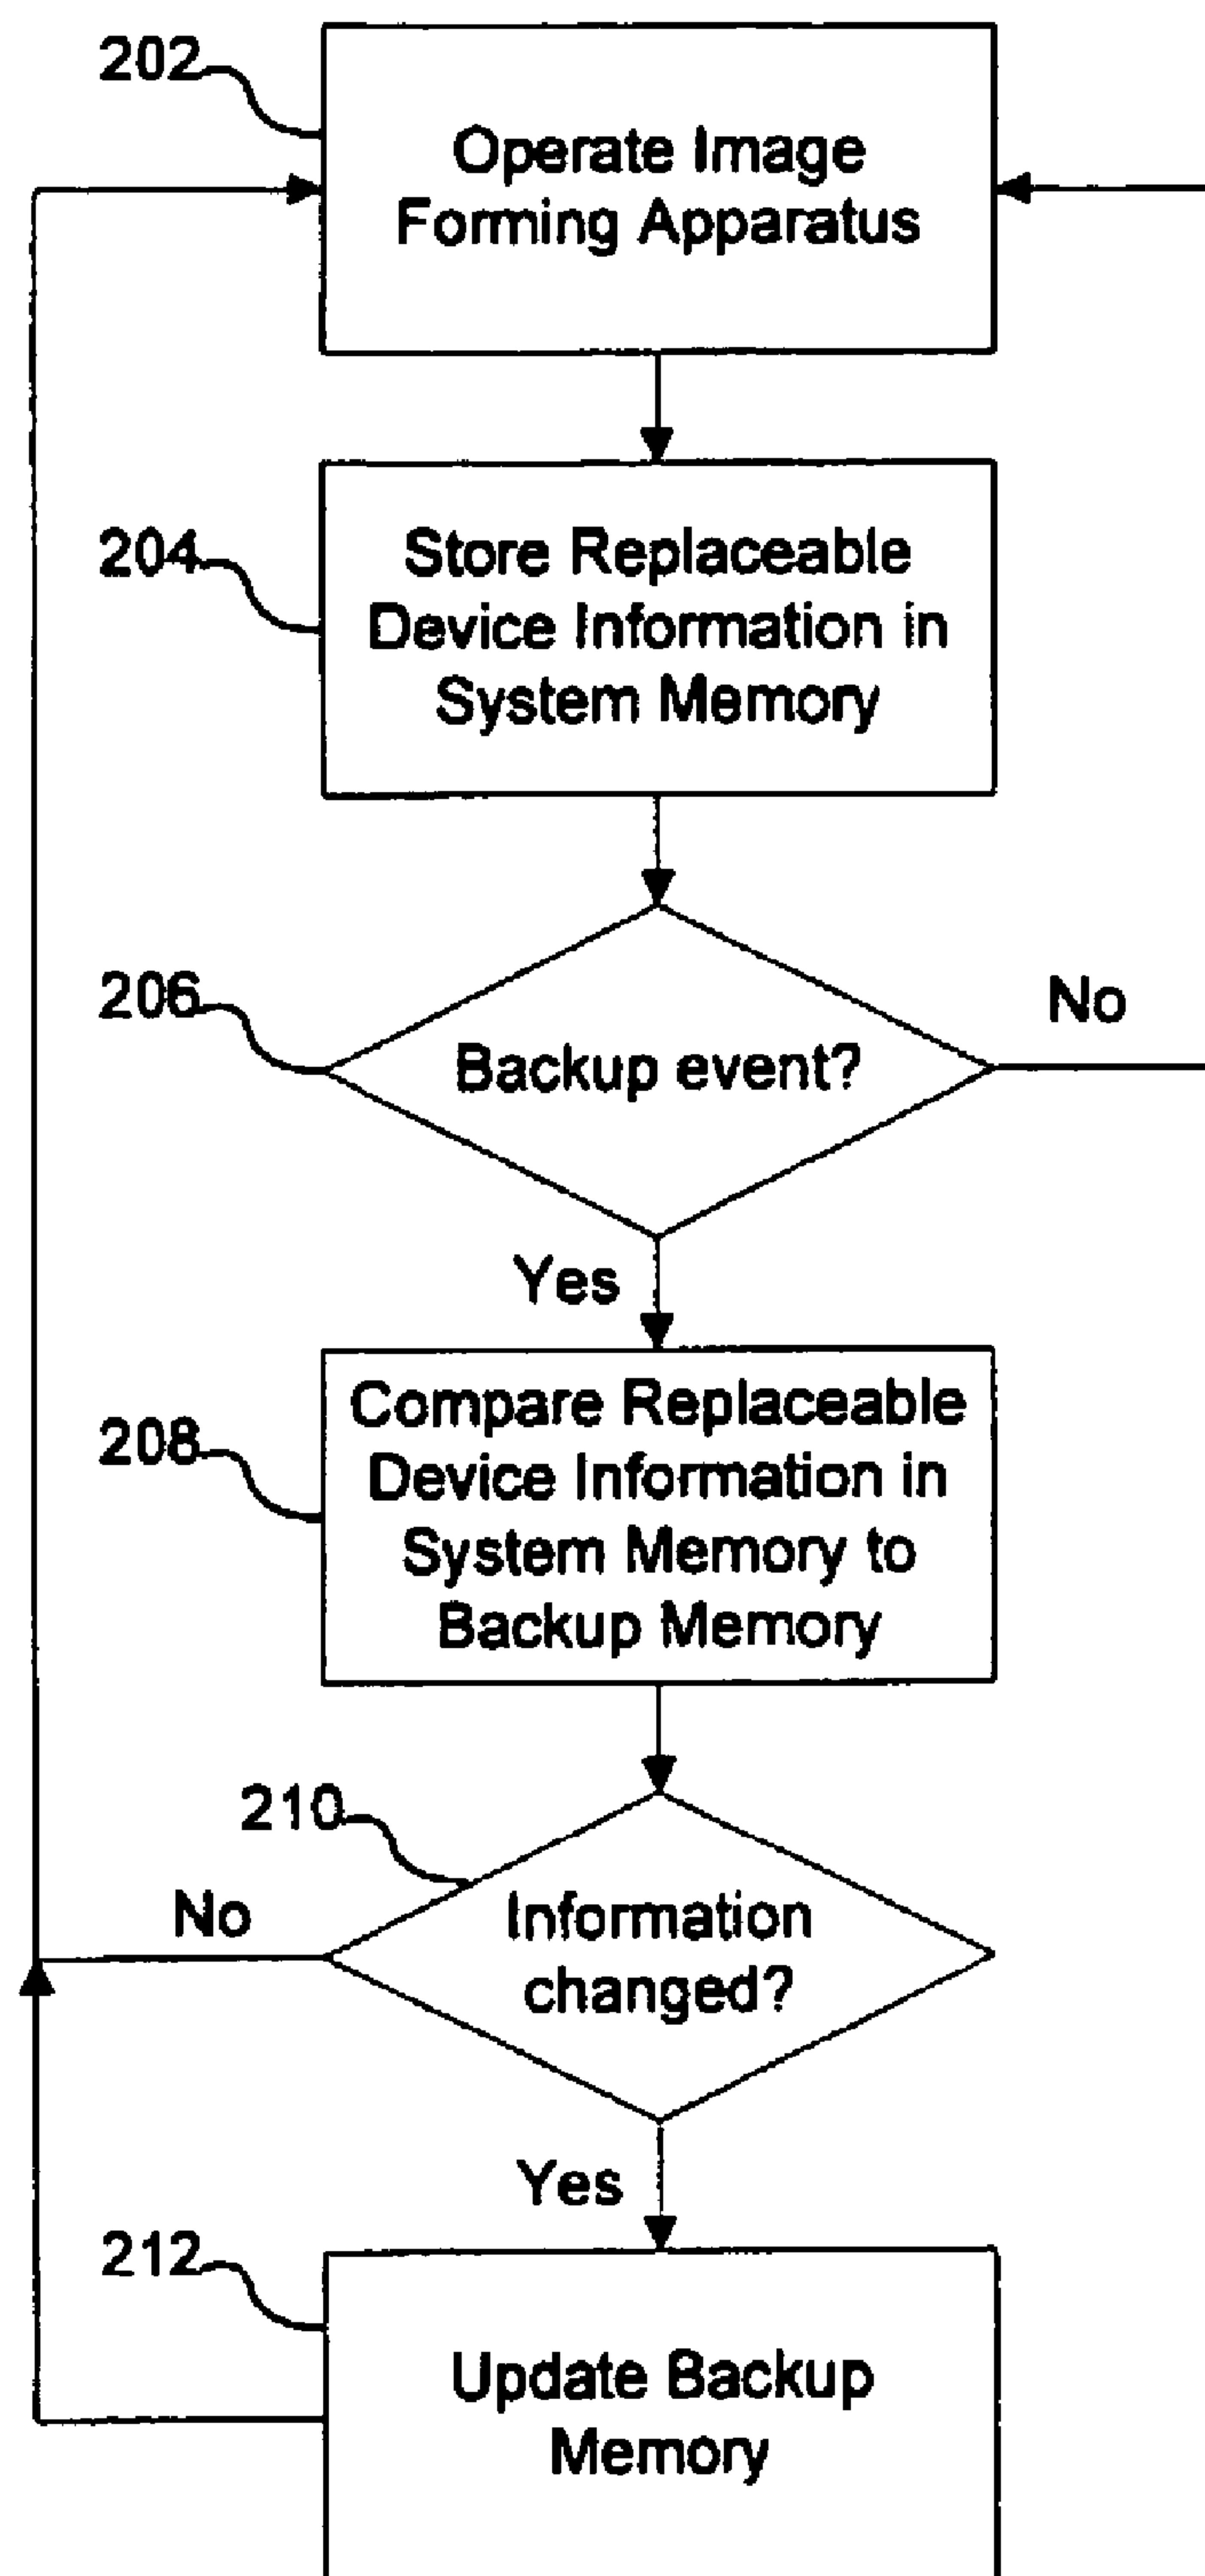 202
Operate Image
Forming Apparatus
204
Store Replaceable
Device Information in
System Memory
206
Backup event?
No
Yes
208
Compare Replaceable
Device Information in
System Memory to
Backup Memory
210
Information
changed?
No
Yes
212
Update Backup
Memory